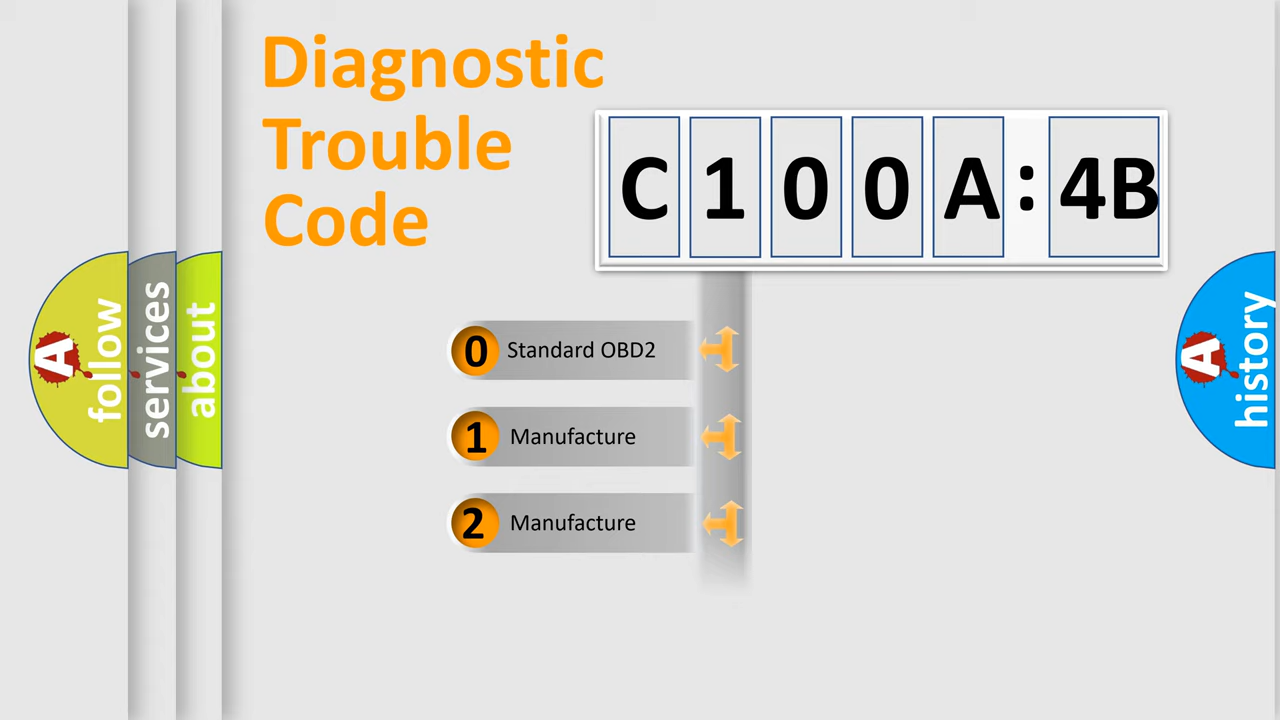 Diagnostic
Trouble
Code
C100A:4B
0 Standard OBD2
1 Manufacture
2 Manufacture
A follow
services
about
A history